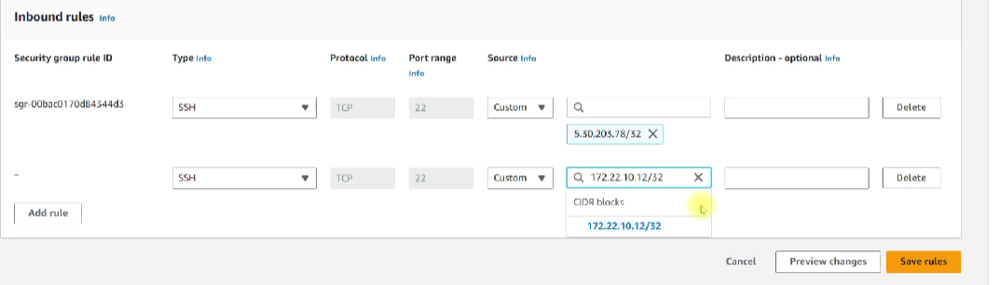 Inbound rules Info
Security group rule ID Type Info Protocol Info Port range Info Source Info Description - optional Info
sgr-00bac0170d84344d3 SSH TCP 22 Custom Delete
5.30.203.78/32
- SSH TCP 22 Custom 172.22.10.12/32 Delete
CIDR blocks
Add rule
172.22.10.12/32
Cancel Preview changes Save rules